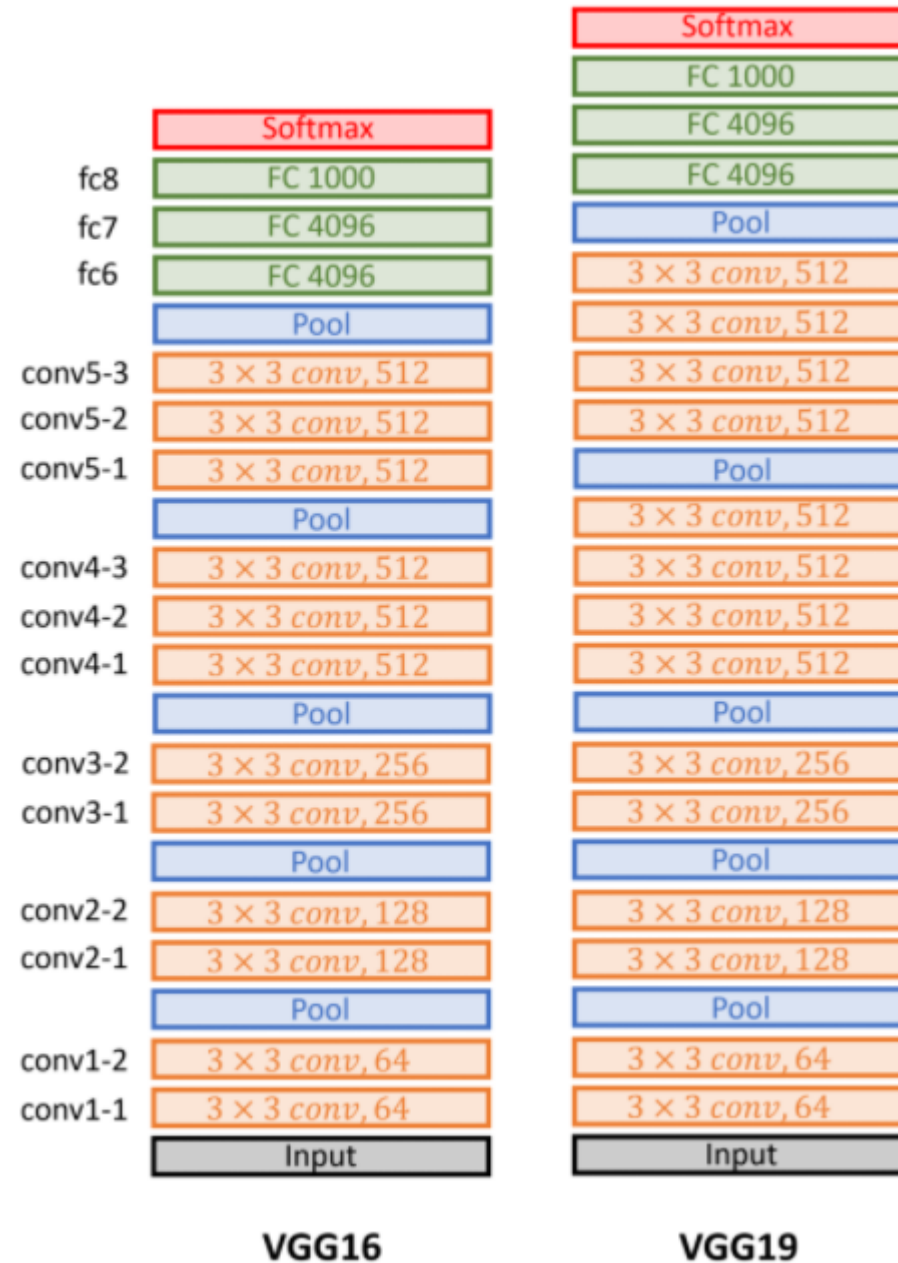 Softmax
fc8 FC 1000
fc7 FC 4096
fc6 FC 4096
Pool
conv5-3 3 × 3 conv, 512
conv5-2 3 × 3 conv, 512
conv5-1 3 × 3 conv, 512
Pool
conv4-3 3 × 3 conv, 512
conv4-2 3 × 3 conv, 512
conv4-1 3 × 3 conv, 512
Pool
conv3-2 3 × 3 conv, 256
conv3-1 3 × 3 conv, 256
Pool
conv2-2 3 × 3 conv, 128
conv2-1 3 × 3 conv, 128
Pool
conv1-2 3 × 3 conv, 64
conv1-1 3 × 3 conv, 64
Input
VGG16
Softmax
FC 1000
FC 4096
FC 4096
Pool
3 × 3 conv, 512
3 × 3 conv, 512
3 × 3 conv, 512
3 × 3 conv, 512
Pool
3 × 3 conv, 512
3 × 3 conv, 512
3 × 3 conv, 512
3 × 3 conv, 512
Pool
3 × 3 conv, 256
3 × 3 conv, 256
Pool
3 × 3 conv, 128
3 × 3 conv, 128
Pool
3 × 3 conv, 64
3 × 3 conv, 64
Input
VGG19